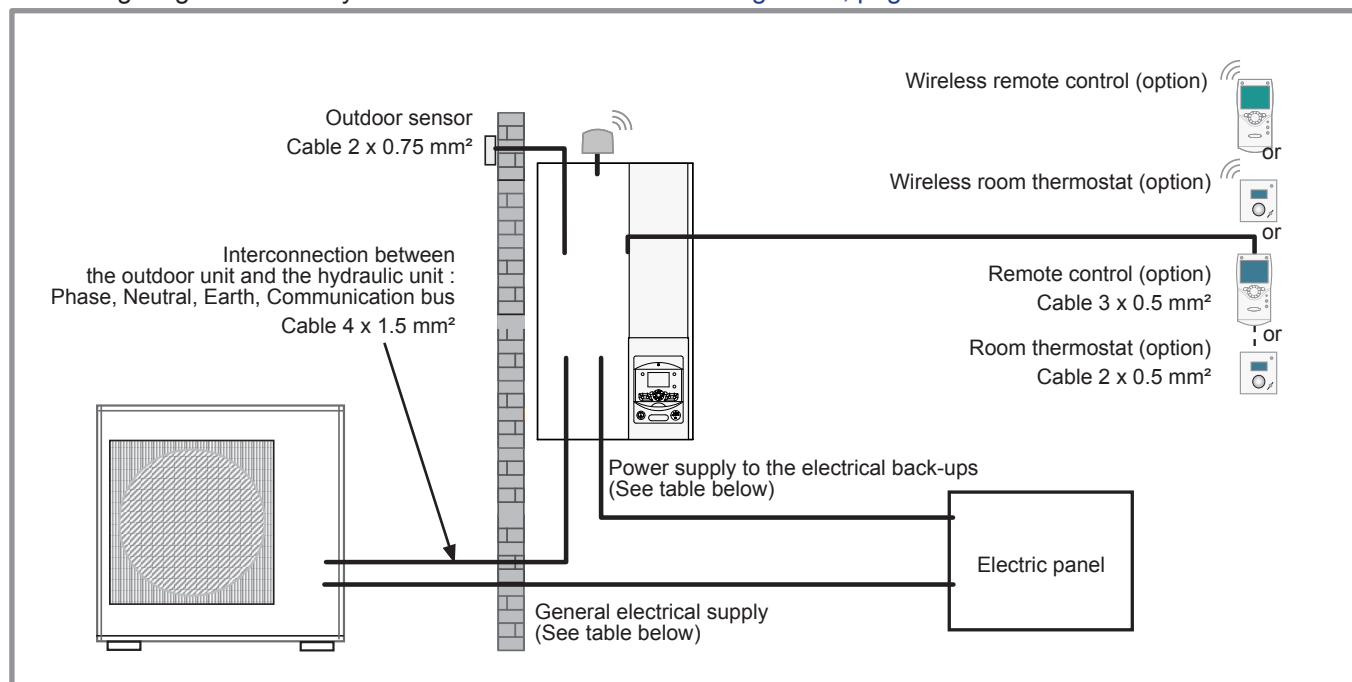 Wireless remote control (option)
or
Outdoor sensor
Cable 2 x 0.75 mm²
Wireless room thermostat (option)
or
Interconnection between
the outdoor unit and the hydraulic unit :
Phase, Neutral, Earth, Communication bus
Cable 4 x 1.5 mm²
Remote control (option)
Cable 3 x 0.5 mm²
or
Room thermostat (option)
Cable 2 x 0.5 mm²
Power supply to the electrical back-ups
(See table below)
Electric panel
General electrical supply
(See table below)